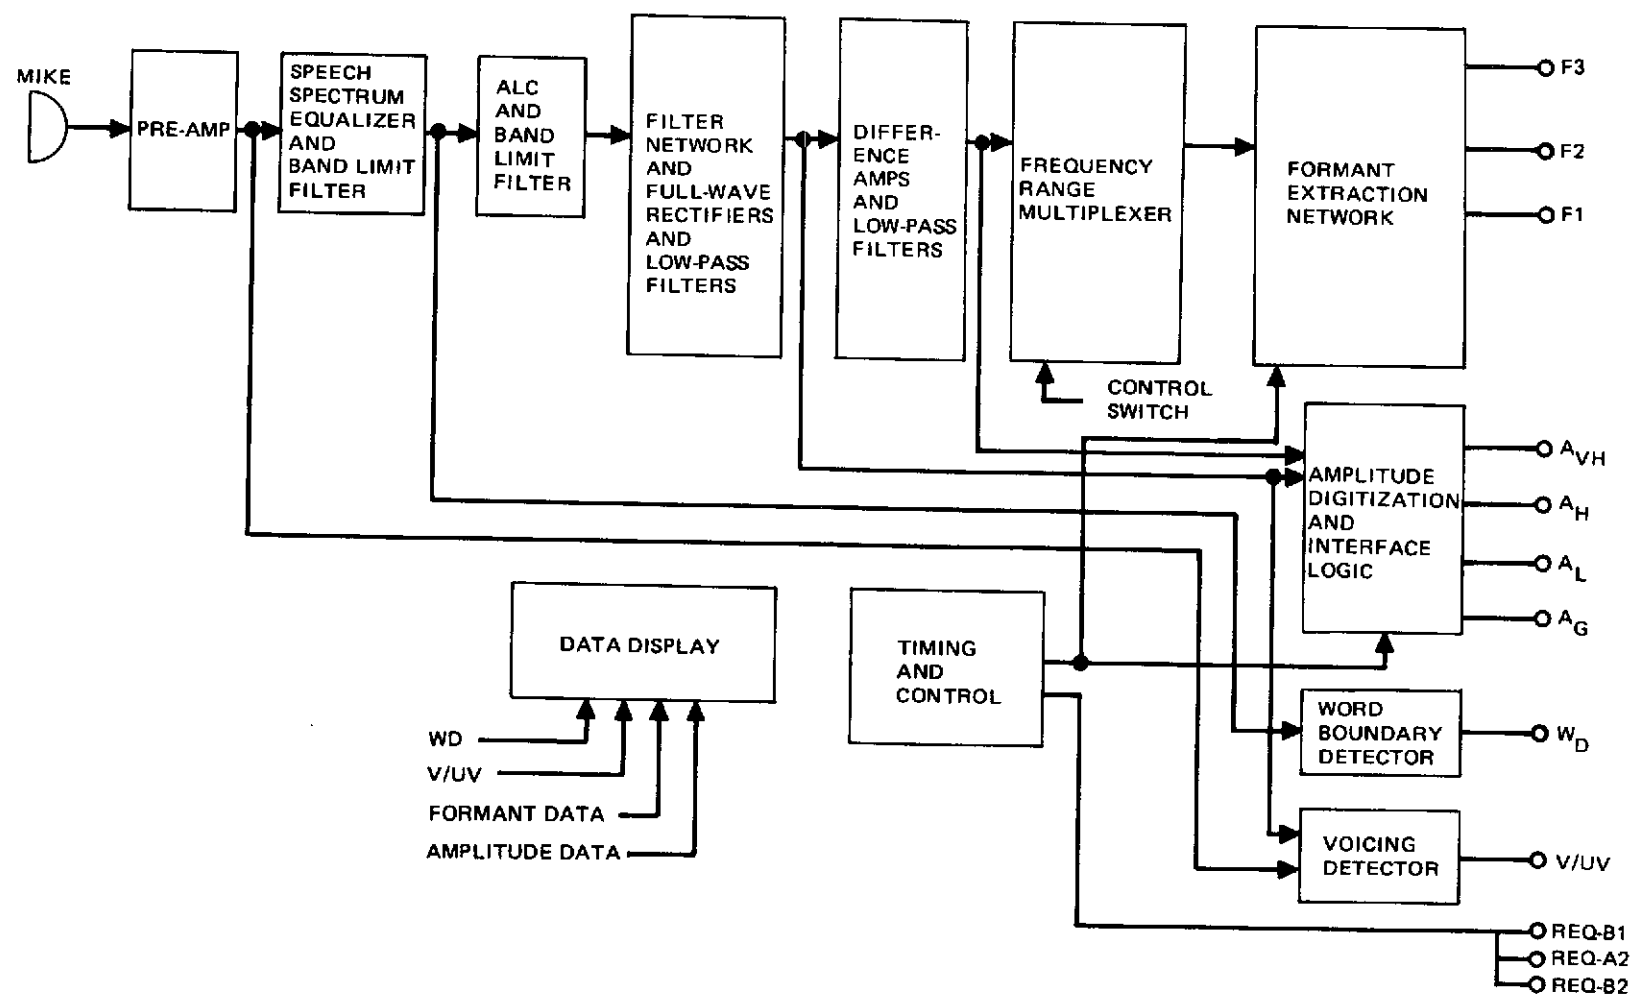 MIKE
PRE-AMP
SPEECH
SPECTRUM
EQUALIZER
AND
BAND LIMIT
FILTER
ALC
AND
BAND
LIMIT
FILTER
FILTER
NETWORK
AND
FULL-WAVE
RECTIFIERS
AND
LOW-PASS
FILTERS
DIFFER-
ENCE
AMPS
AND
LOW-PASS
FILTERS
FREQUENCY
RANGE
MULTIPLEXER
FORMANT
EXTRACTION
NETWORK
F3
F2
F1
CONTROL
SWITCH
AMPLITUDE
DIGITIZATION
AND
INTERFACE
LOGIC
AVH
AH
AL
AG
DATA DISPLAY
WD
V/UV
FORMANT DATA
AMPLITUDE DATA
TIMING
AND
CONTROL
WORD
BOUNDARY
DETECTOR
WD
VOICING
DETECTOR
V/UV
REQ-B1
REQ-A2
REQ-B2